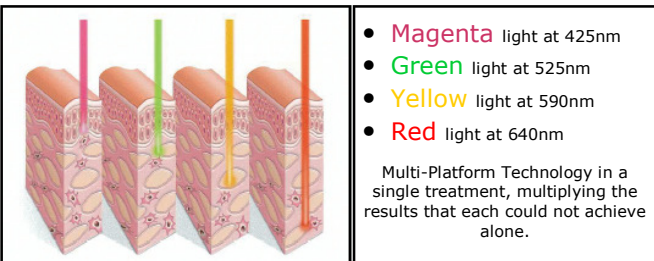 • Magenta light at 425nm
• Green light at 525nm
• Yellow light at 590nm
• Red light at 640nm
Multi-Platform Technology in a
single treatment, multiplying the
results that each could not achieve
alone.